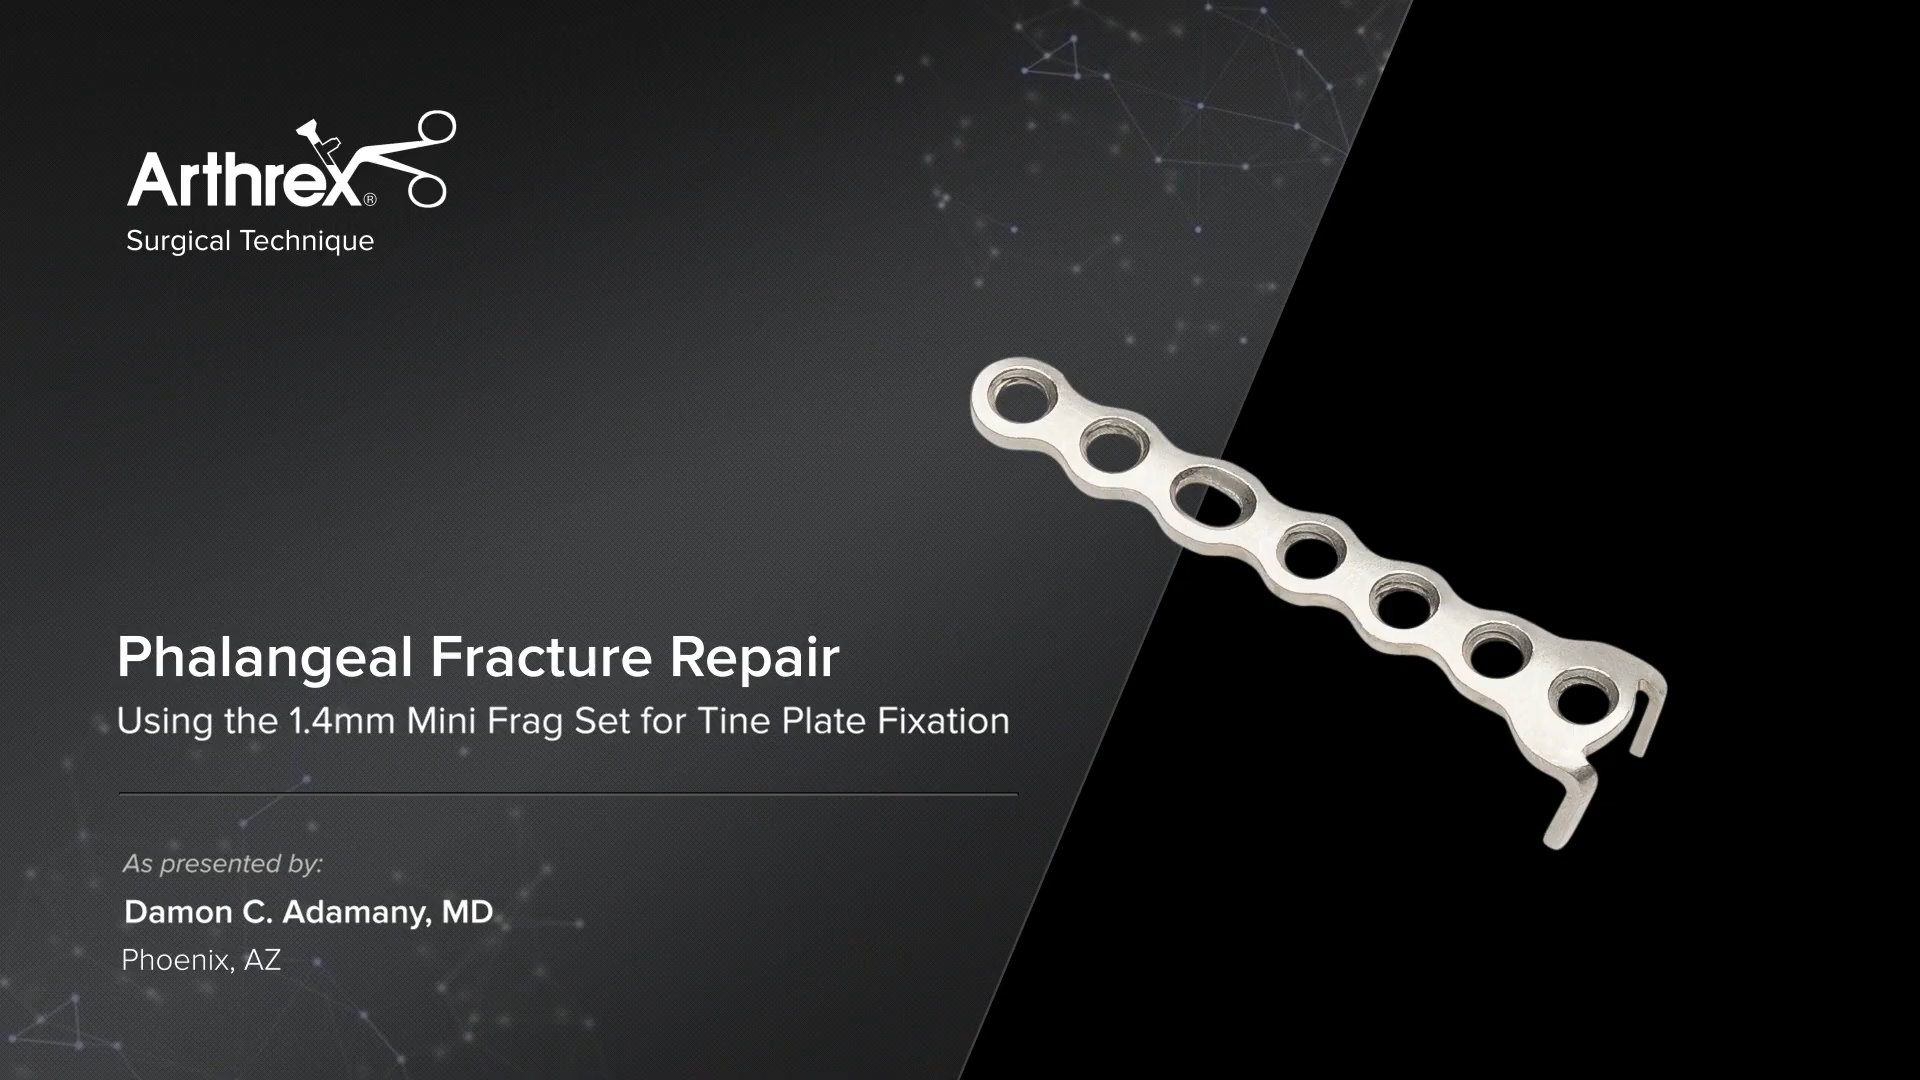 Arthrex®
Surgical Technique
Phalangeal Fracture Repair
Using the 1.4mm Mini Frag Set for Tine Plate Fixation
As presented by:
Damon C. Adamany, MD
Phoenix, AZ